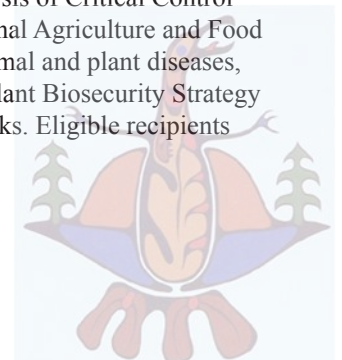 sis of Critical Control
nal Agriculture and Food
mal and plant diseases,
lant Biosecurity Strategy
ks. Eligible recipients